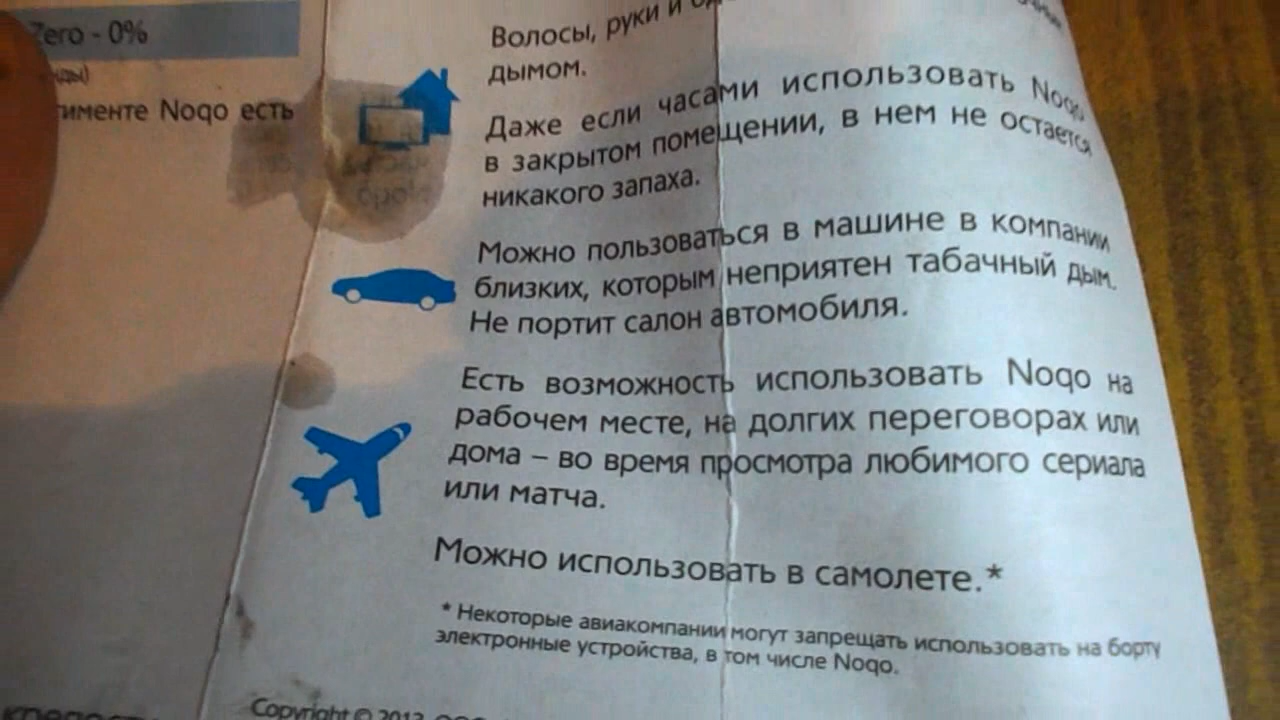 Zero - 0%
именте Noqo есть
Волосы, руки и
дымом.
Даже если часами использовать Noqo
в закрытом помещении, в нем не остается
никакого запаха.
Можно пользоваться в машине в компании
близких, которым неприятен табачный дым.
Не портит салон автомобиля.
Есть возможность использовать Noqo на
рабочем месте, на долгих переговорах или
дома – во время просмотра любимого сериала
или матча.
Можно использовать в самолете.*
* Некоторые авиакомпании могут запрещать использовать на борту
электронные устройства, в том числе Noqo.
Copyright ©